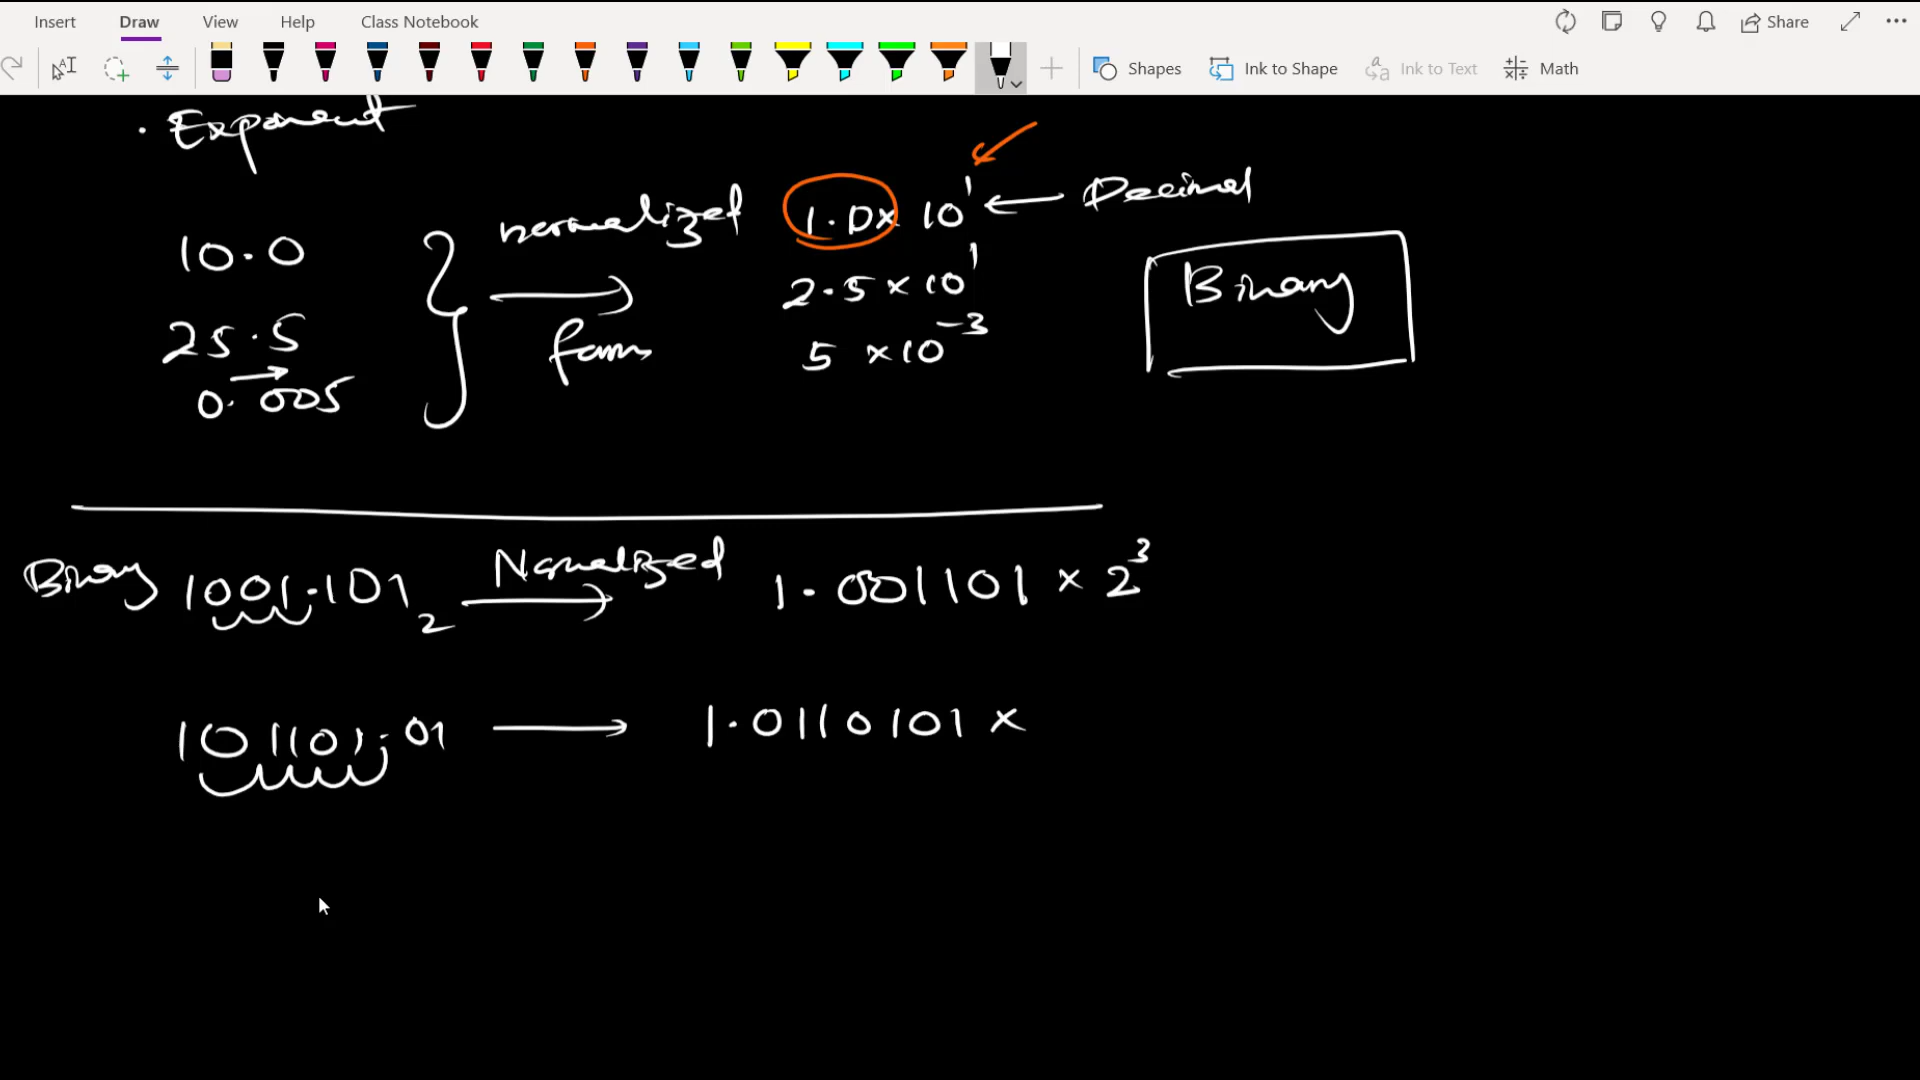 Insert Draw View Help Class Notebook Share
Shapes Ink to Shape Ink to Text Math
· Exponent
10.0 normalized 1.0 × 10¹ ← Decimal
25.5 → form 2.5 × 10¹ Binary
0.005 5 × 10⁻³
Binary 1001.101₂ Normalized → 1.001101 × 2³
101101.01 → 1.0110101 ×